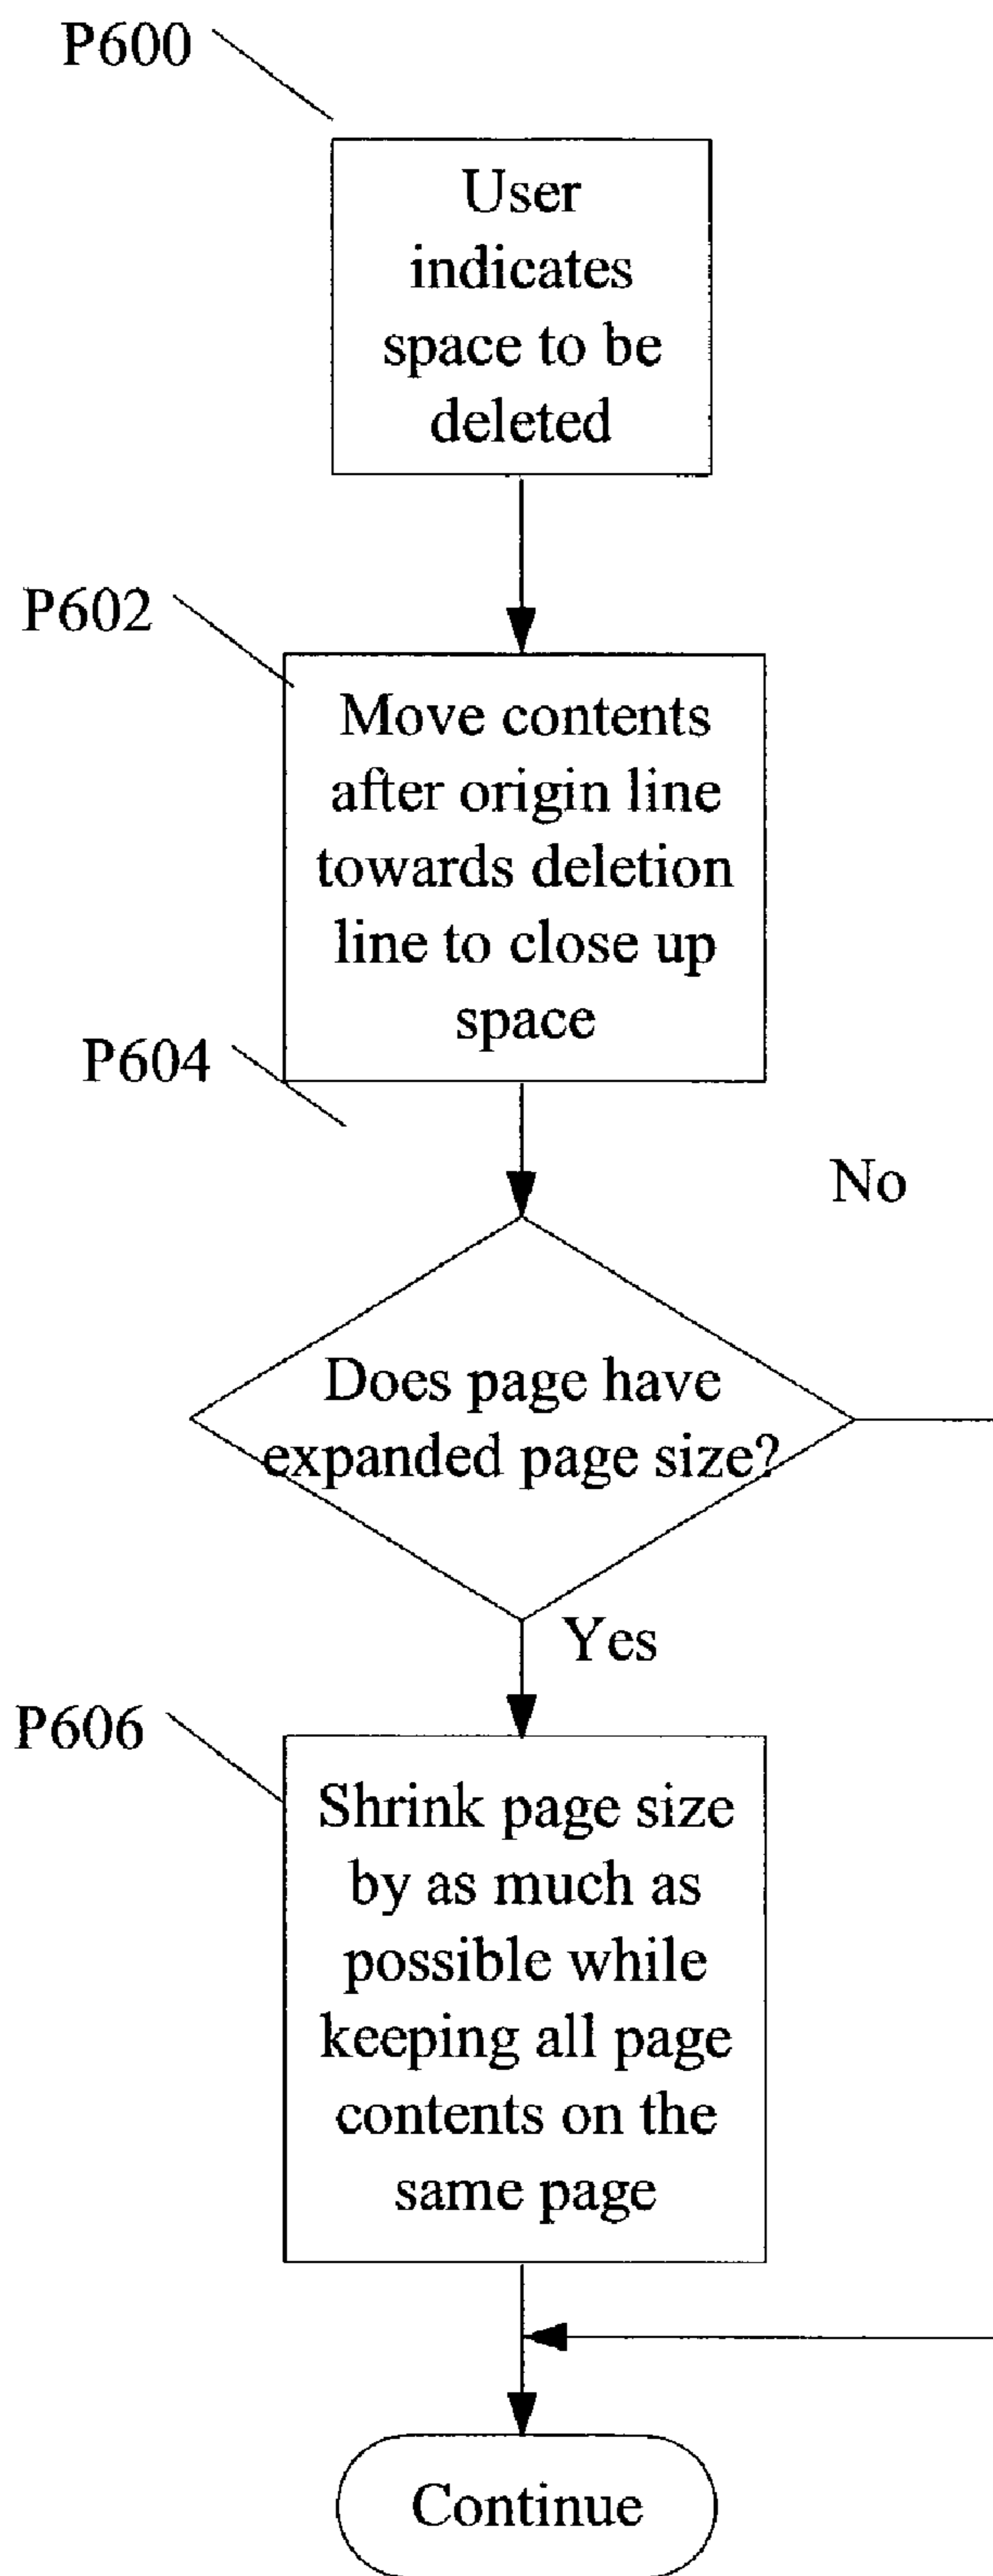 P600
User
indicates
space to be
deleted
P602
Move contents
after origin line
towards deletion
line to close up
space
P604
No
Does page have
expanded page size?
Yes
P606
Shrink page size
by as much as
possible while
keeping all page
contents on the
same page
Continue